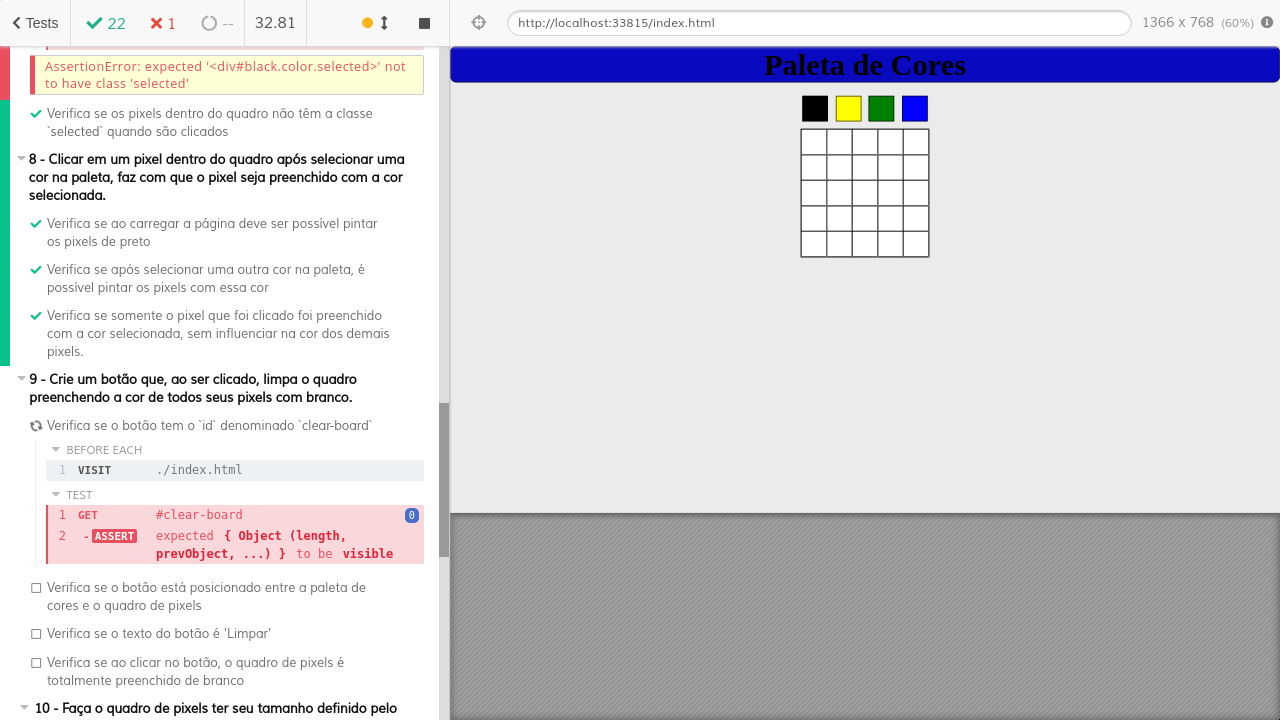 Tests
22
1
--
32.81
http://localhost:33815/index.html
1366 x 768 (60%)
AssertionError: expected '<div#black.color.selected>' not
to have class 'selected'
Verifica se os pixels dentro do quadro não têm a classe
`selected` quando são clicados
8 - Clicar em um pixel dentro do quadro após selecionar uma
cor na paleta, faz com que o pixel seja preenchido com a cor
selecionada.
Verifica se ao carregar a página deve ser possível pintar
os pixels de preto
Verifica se após selecionar uma outra cor na paleta, é
possível pintar os pixels com essa cor
Verifica se somente o pixel que foi clicado foi preenchido
com a cor selecionada, sem influenciar na cor dos demais
pixels.
9 - Crie um botão que, ao ser clicado, limpa o quadro
preenchendo a cor de todos seus pixels com branco.
Verifica se o botão tem o `id` denominado `clear-board`
BEFORE EACH
1 VISIT ./index.html
TEST
1 GET #clear-board 0
2 -ASSERT expected { Object (length,
prevObject, ...) } to be visible
Verifica se o botão está posicionado entre a paleta de
cores e o quadro de pixels
Verifica se o texto do botão é 'Limpar'
Verifica se ao clicar no botão, o quadro de pixels é
totalmente preenchido de branco
10 - Faça o quadro de pixels ter seu tamanho definido pelo
Paleta de Cores